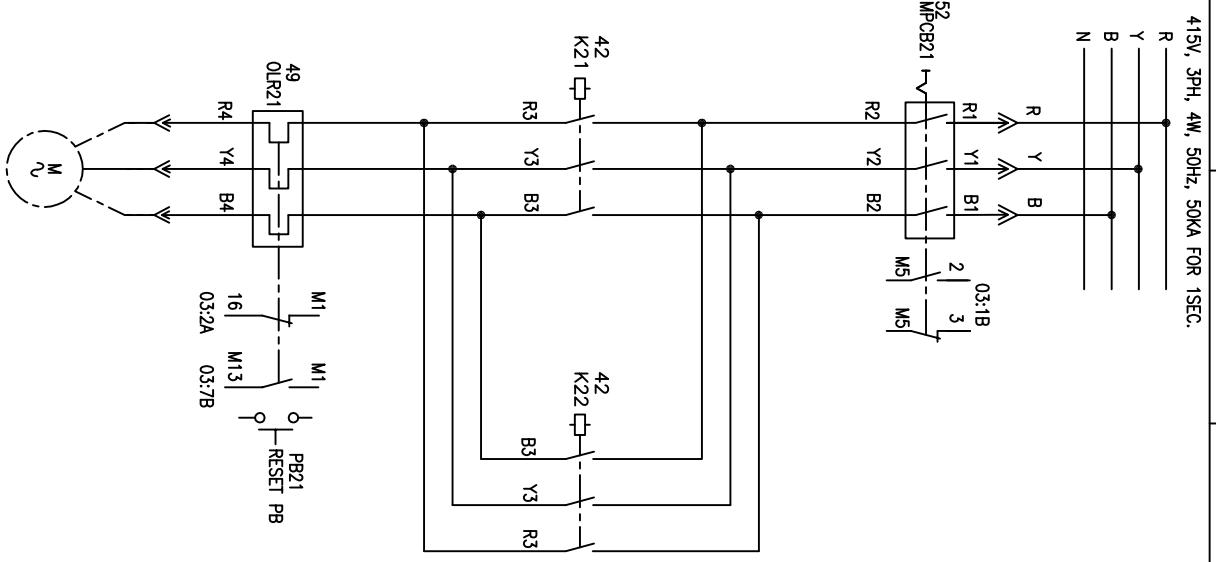 415V, 3PH, 4W, 50Hz, 50KA FOR 1SEC.
R
Y
B
N
R
Y
B
R1
Y1
B1
52
MPCB21
R2
Y2
B2
2
M5
03:1B
3
M5
42
K21
R3
Y3
B3
42
K22
B3
Y3
R3
49
OLR21
R4
Y4
B4
M1
16
03:2A
M1
M13
03:7B
PB21
RESET PB
M